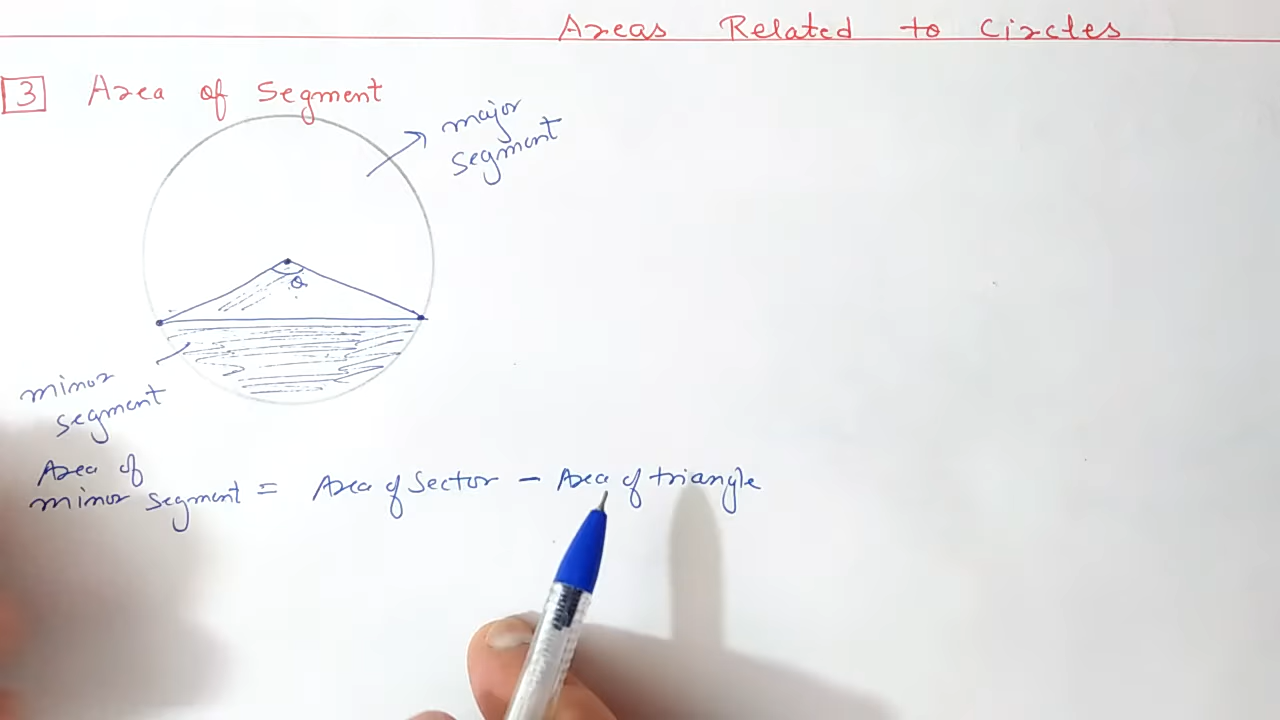 Areas Related to Circles
3 Area of Segment
major
segment
θ
minor
segment
Area of
minor segment = Area of Sector - Area of triangle